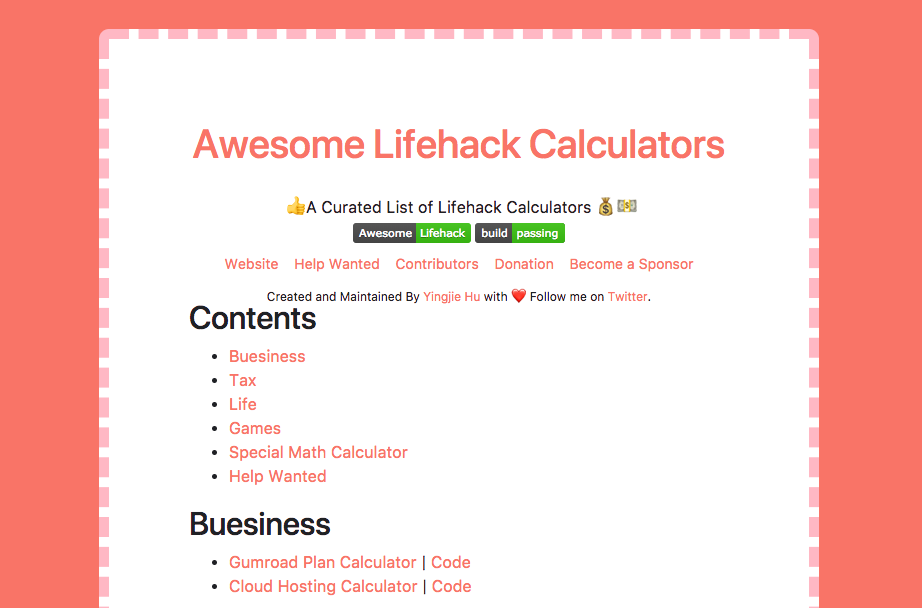 Awesome Lifehack Calculators
👍A Curated List of Lifehack Calculators 💰💵
Awesome Lifehack build passing
Website Help Wanted Contributors Donation Become a Sponsor
Created and Maintained By Yingjie Hu with ❤️ Follow me on Twitter.
Contents
• Buesiness
• Tax
• Life
• Games
• Special Math Calculator
• Help Wanted
Buesiness
• Gumroad Plan Calculator | Code
• Cloud Hosting Calculator | Code